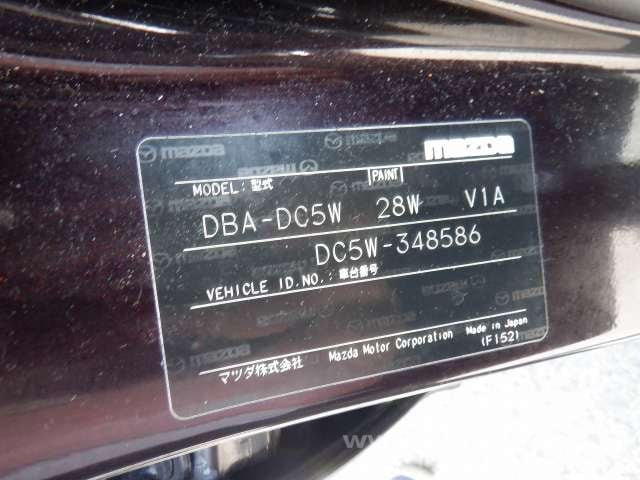 mazda
MODEL: 型式 PAINT
DBA-DC5W 28W V1A
DC5W-348586
VEHICLE ID.NO.: 車台番号
マツダ株式会社 Mazda Motor Corporation Made in Japan
(F152)